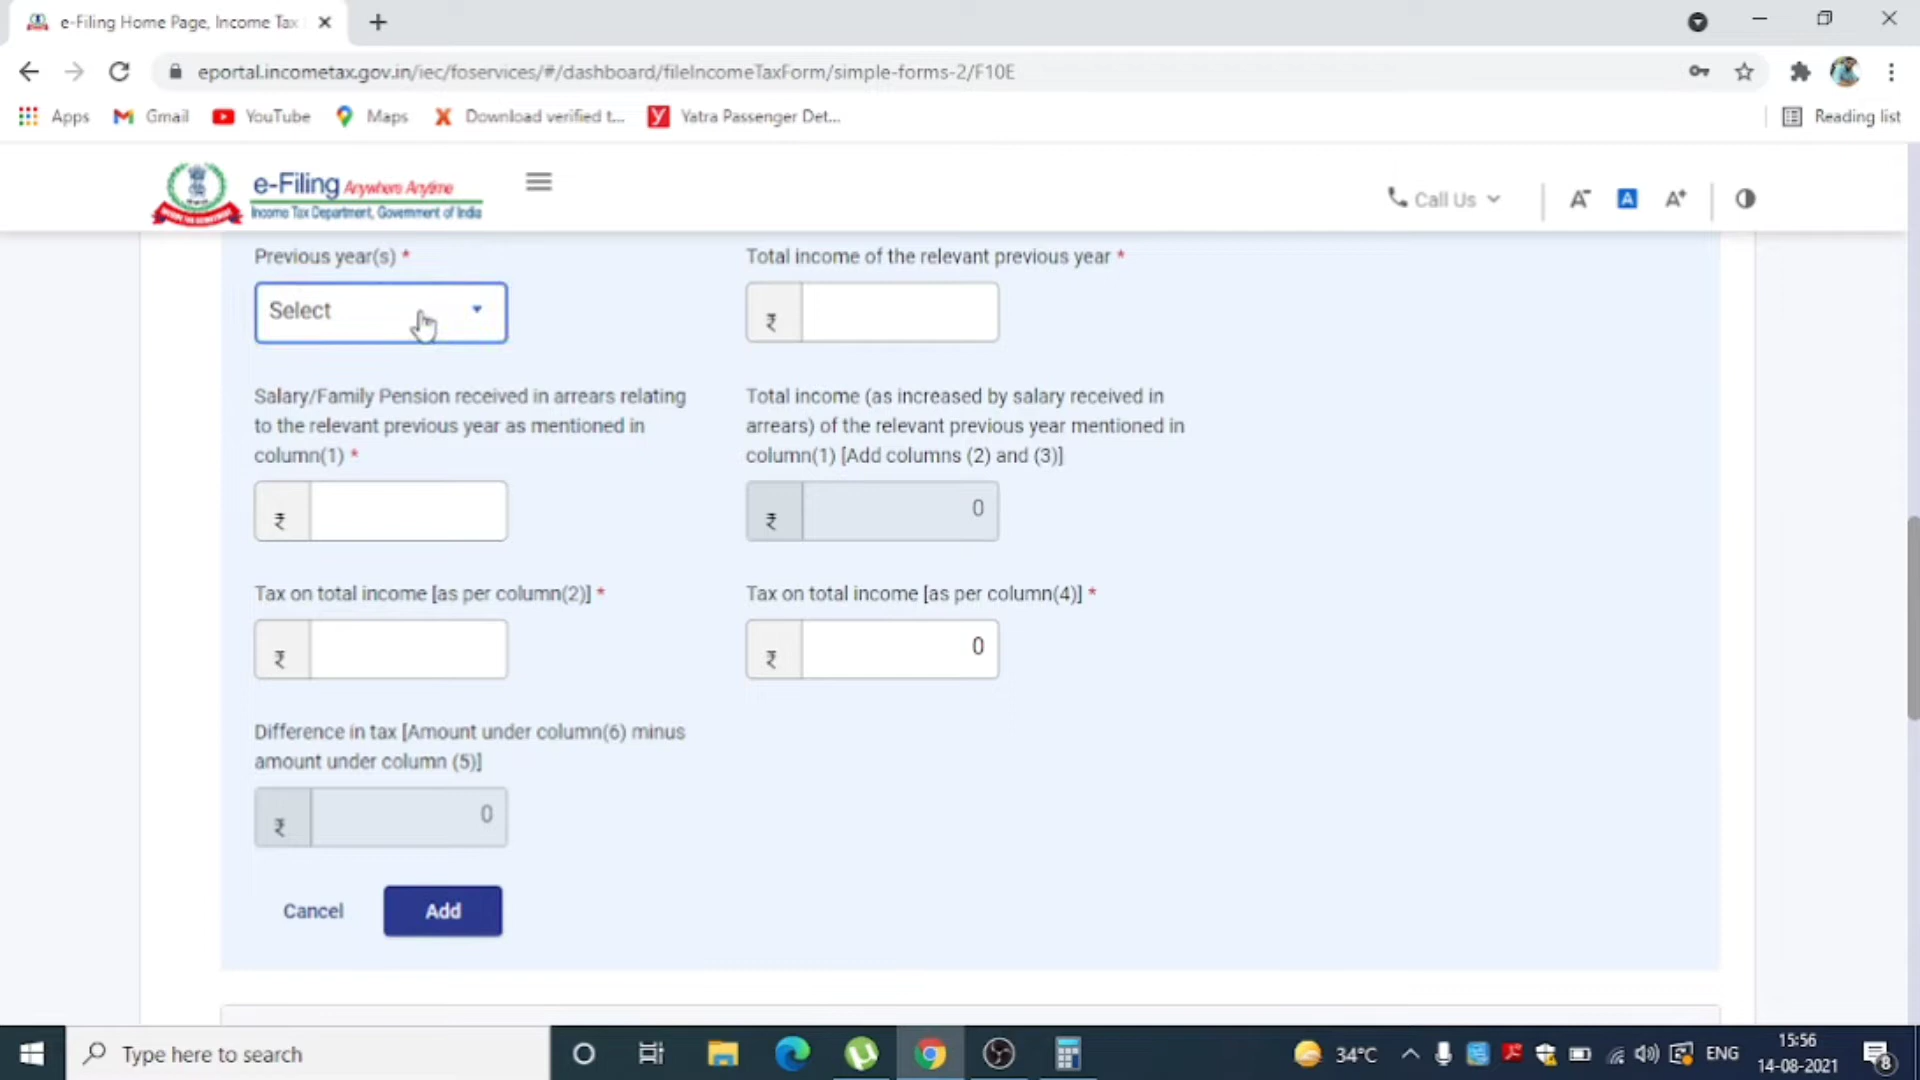 e-Filing Home Page, Income Tax
eportal.incometax.gov.in/iec/foservices/#/dashboard/fileIncomeTaxForm/simple-forms-2/F10E
Apps Gmail YouTube Maps Download verified t... Yatra Passenger Det... Reading list
e-Filing Anywhere Anytime
Income Tax Department, Government of India
Call Us A- A A+
Previous year(s) * Total income of the relevant previous year *
Select ₹
Salary/Family Pension received in arrears relating
to the relevant previous year as mentioned in
column(1) *
Total income (as increased by salary received in
arrears) of the relevant previous year mentioned in
column(1) [Add columns (2) and (3)]
₹ ₹ 0
Tax on total income [as per column(2)] * Tax on total income [as per column(4)] *
₹ ₹ 0
Difference in tax [Amount under column(6) minus
amount under column (5)]
₹ 0
Cancel Add
Type here to search
34°C ENG
15:56
14-08-2021
8